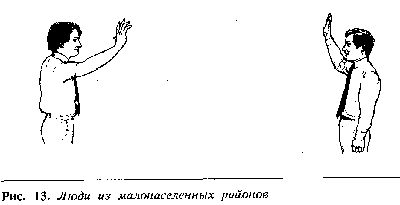 Рис. 13. Люди из малонаселенных районов